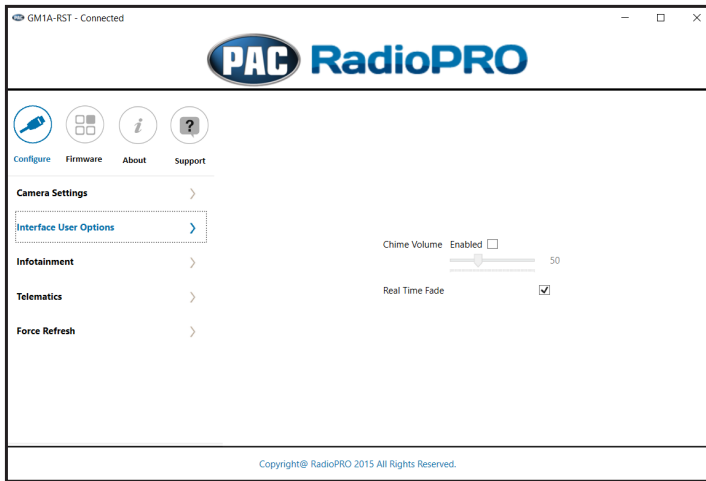 PAC GM1A-RST - Connected
PAC RadioPRO
i ?
Configure Firmware About Support
Camera Settings
Interface User Options
Infotainment
Telematics
Force Refresh
Chime Volume Enabled
50
Real Time Fade
Copyright@ RadioPRO 2015 All Rights Reserved.